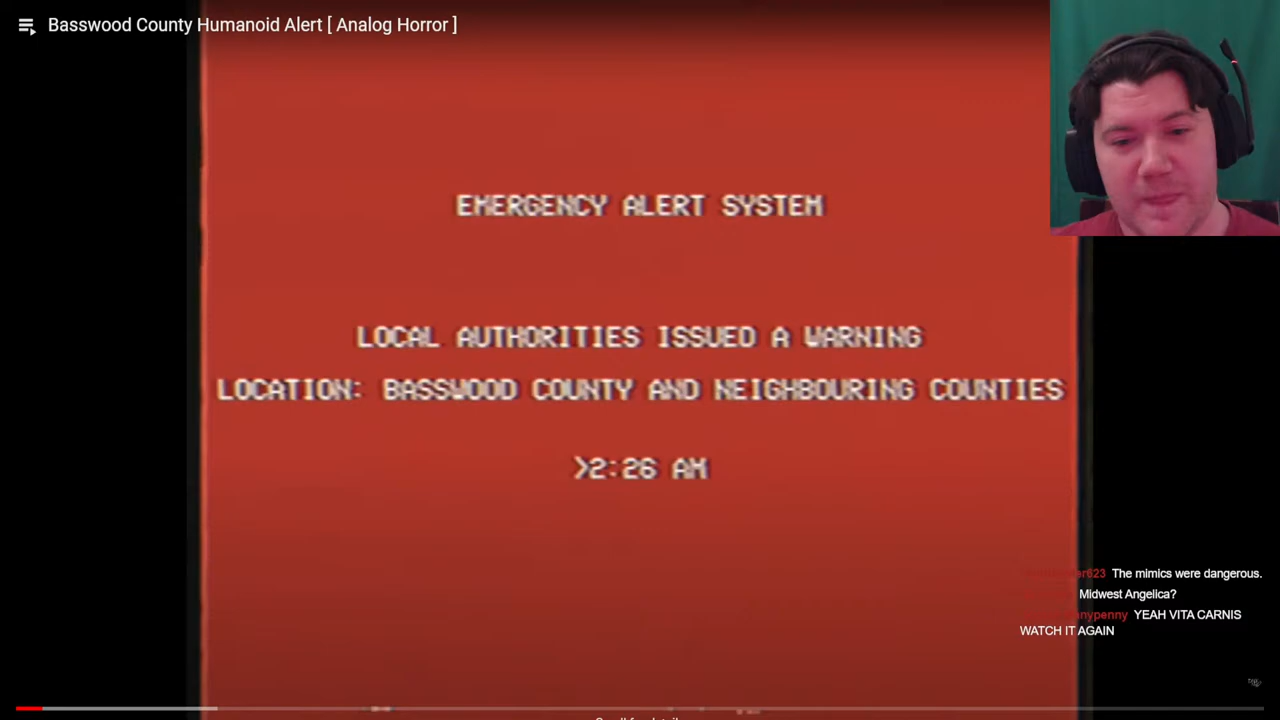 Basswood County Humanoid Alert [ Analog Horror ]
EMERGENCY ALERT SYSTEM
LOCAL AUTHORITIES ISSUED A WARNING
LOCATION: BASSWOOD COUNTY AND NEIGHBOURING COUNTIES
>2:26 AM
The mimics were dangerous.
Midwest Angelica?
YEAH VITA CARNIS
WATCH IT AGAIN